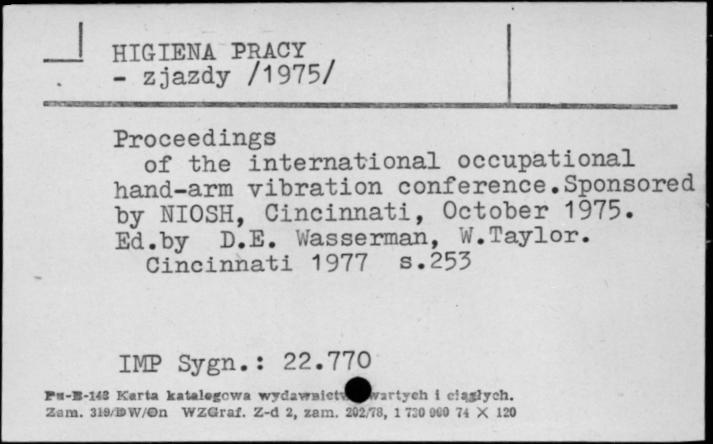 HIGIENA PRACY
- zjazdy /1975/
Proceedings
of the international occupational
hand-arm vibration conference.Sponsored
by NIOSH, Cincinnati, October 1975.
Ed.by D.E. Wasserman, W.Taylor.
Cincinnati 1977 s.253
IMP Sygn.: 22.770
Pu-B-148 Karta katalogowa i ciągłych.
Zam. WZGraf. Z-d 2, zam. 202/78, 1 730 000 74 X 120